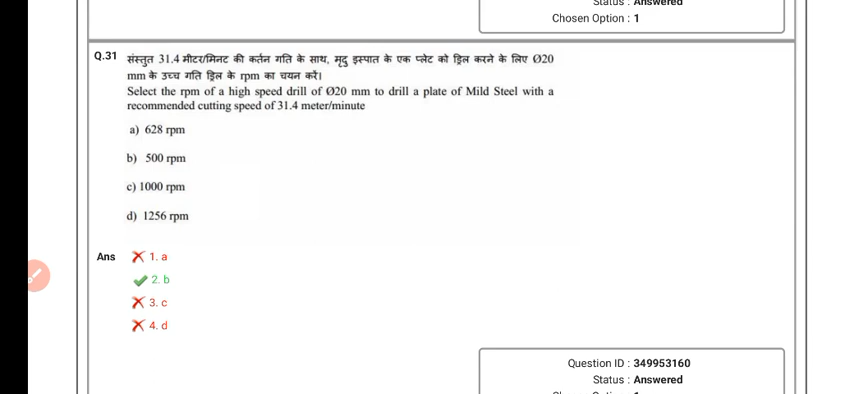 Status : Answered
Chosen Option : 1
Q.31 संस्तुत 31.4 मीटर/मिनट की कर्तन गति के साथ, मृदु इस्पात के एक प्लेट को ड्रिल करने के लिए Ø20
mm के उच्च गति ड्रिल के rpm का चयन करें।
Select the rpm of a high speed drill of Ø20 mm to drill a plate of Mild Steel with a
recommended cutting speed of 31.4 meter/minute
a) 628 rpm
b) 500 rpm
c) 1000 rpm
d) 1256 rpm
Ans 1. a
2. b
3. c
4. d
Question ID : 349953160
Status : Answered